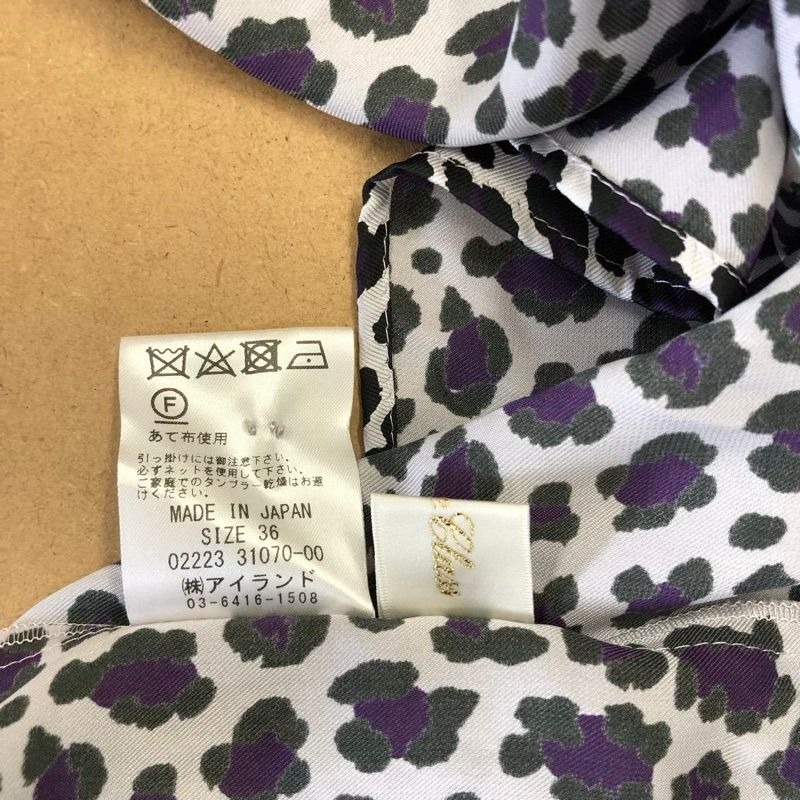 F
あて布使用
引っ掛けには御注意下さい。
必ずネットを使用して下さい。
ご家庭でのタンブラー乾燥はお避
けください。
MADE IN JAPAN
SIZE 36
02223 31070-00
(株)アイランド
03-6416-1508